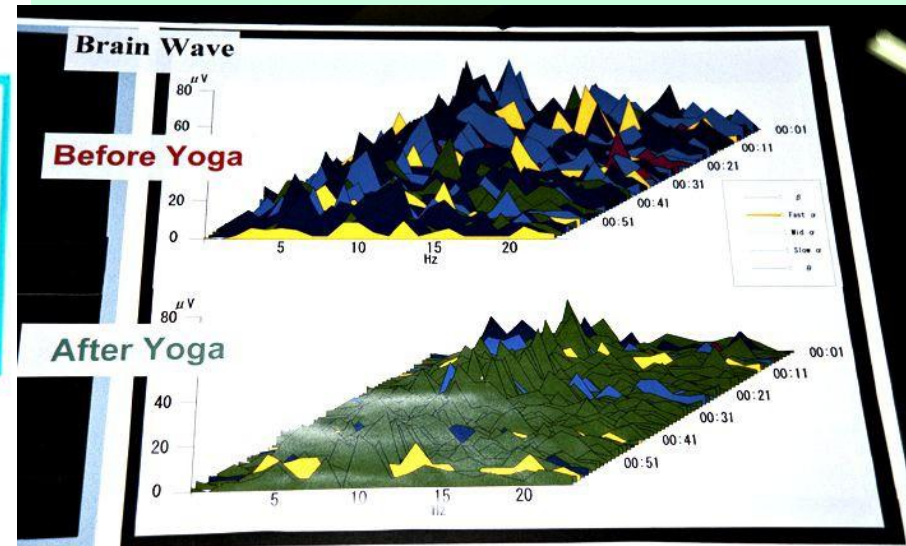 Brain Wave
μV
80
60
Before Yoga
20
0
5 10 15 20
Hz
00:01
00:11
00:21
00:31
00:41
00:51
β
Fast α
Mid α
Slow α
θ
μV
80
After Yoga
40
20
0
5 10 15 20
Hz
00:01
00:11
00:21
00:31
00:41
00:51